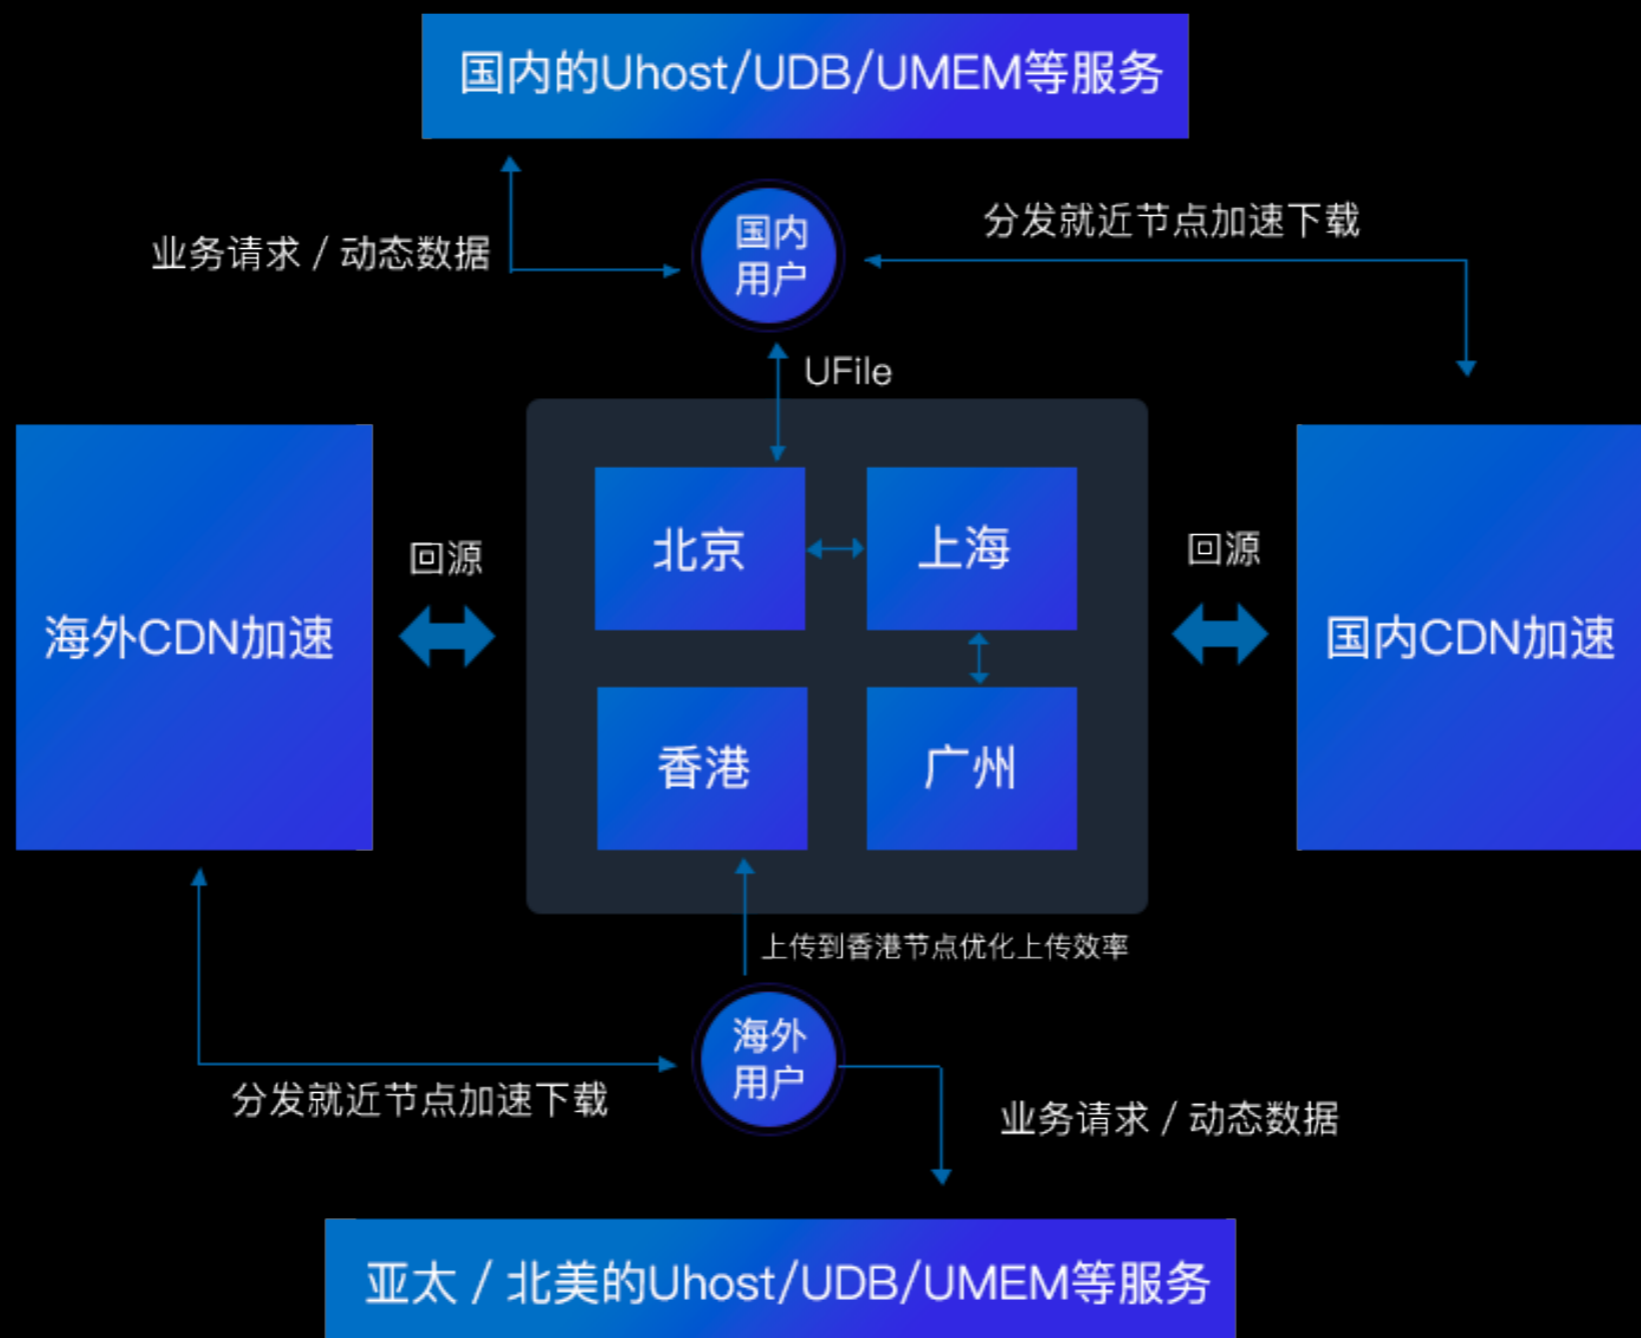 国内的Uhost/UDB/UMEM等服务
业务请求 / 动态数据
国内
用户
分发就近节点加速下载
UFile
北京
上海
回源
回源
海外CDN加速
国内CDN加速
香港
广州
上传到香港节点优化上传效率
海外
用户
分发就近节点加速下载
业务请求 / 动态数据
亚太 / 北美的Uhost/UDB/UMEM等服务